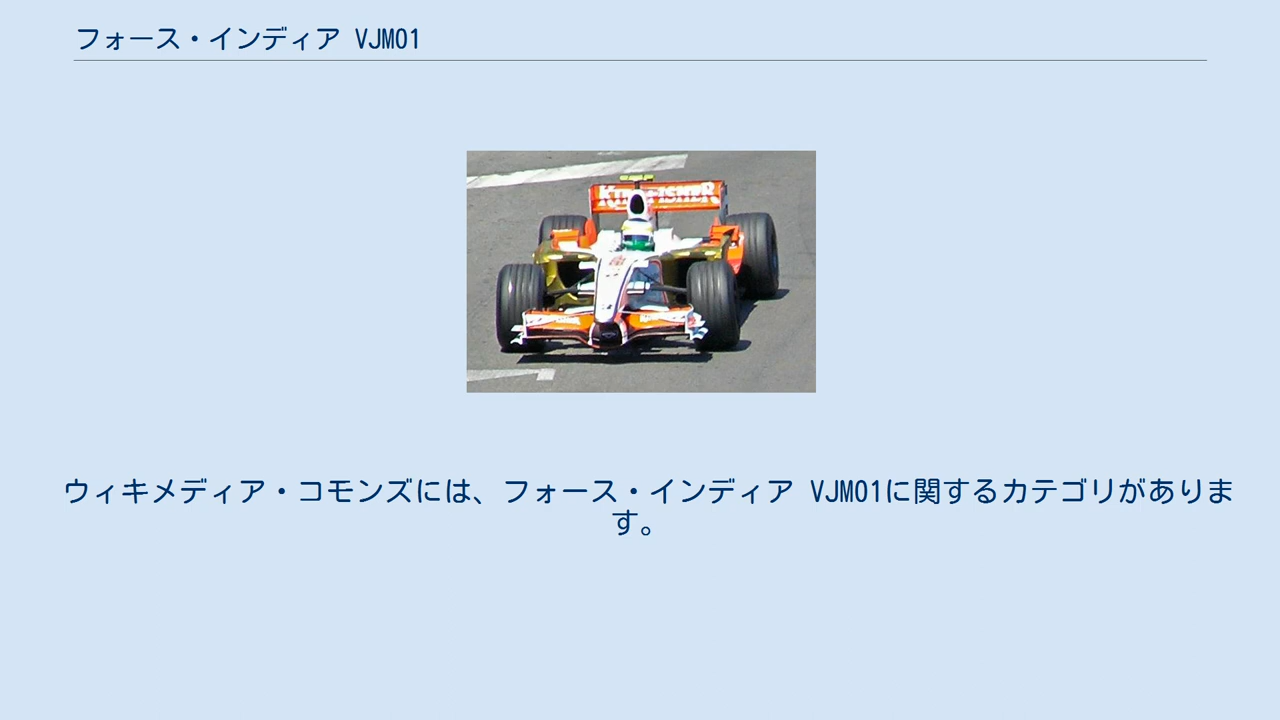 フォース・インディア VJM01
KINGFISHER
ウィキメディア・コモンズには、フォース・インディア VJM01に関するカテゴリがありま
す。